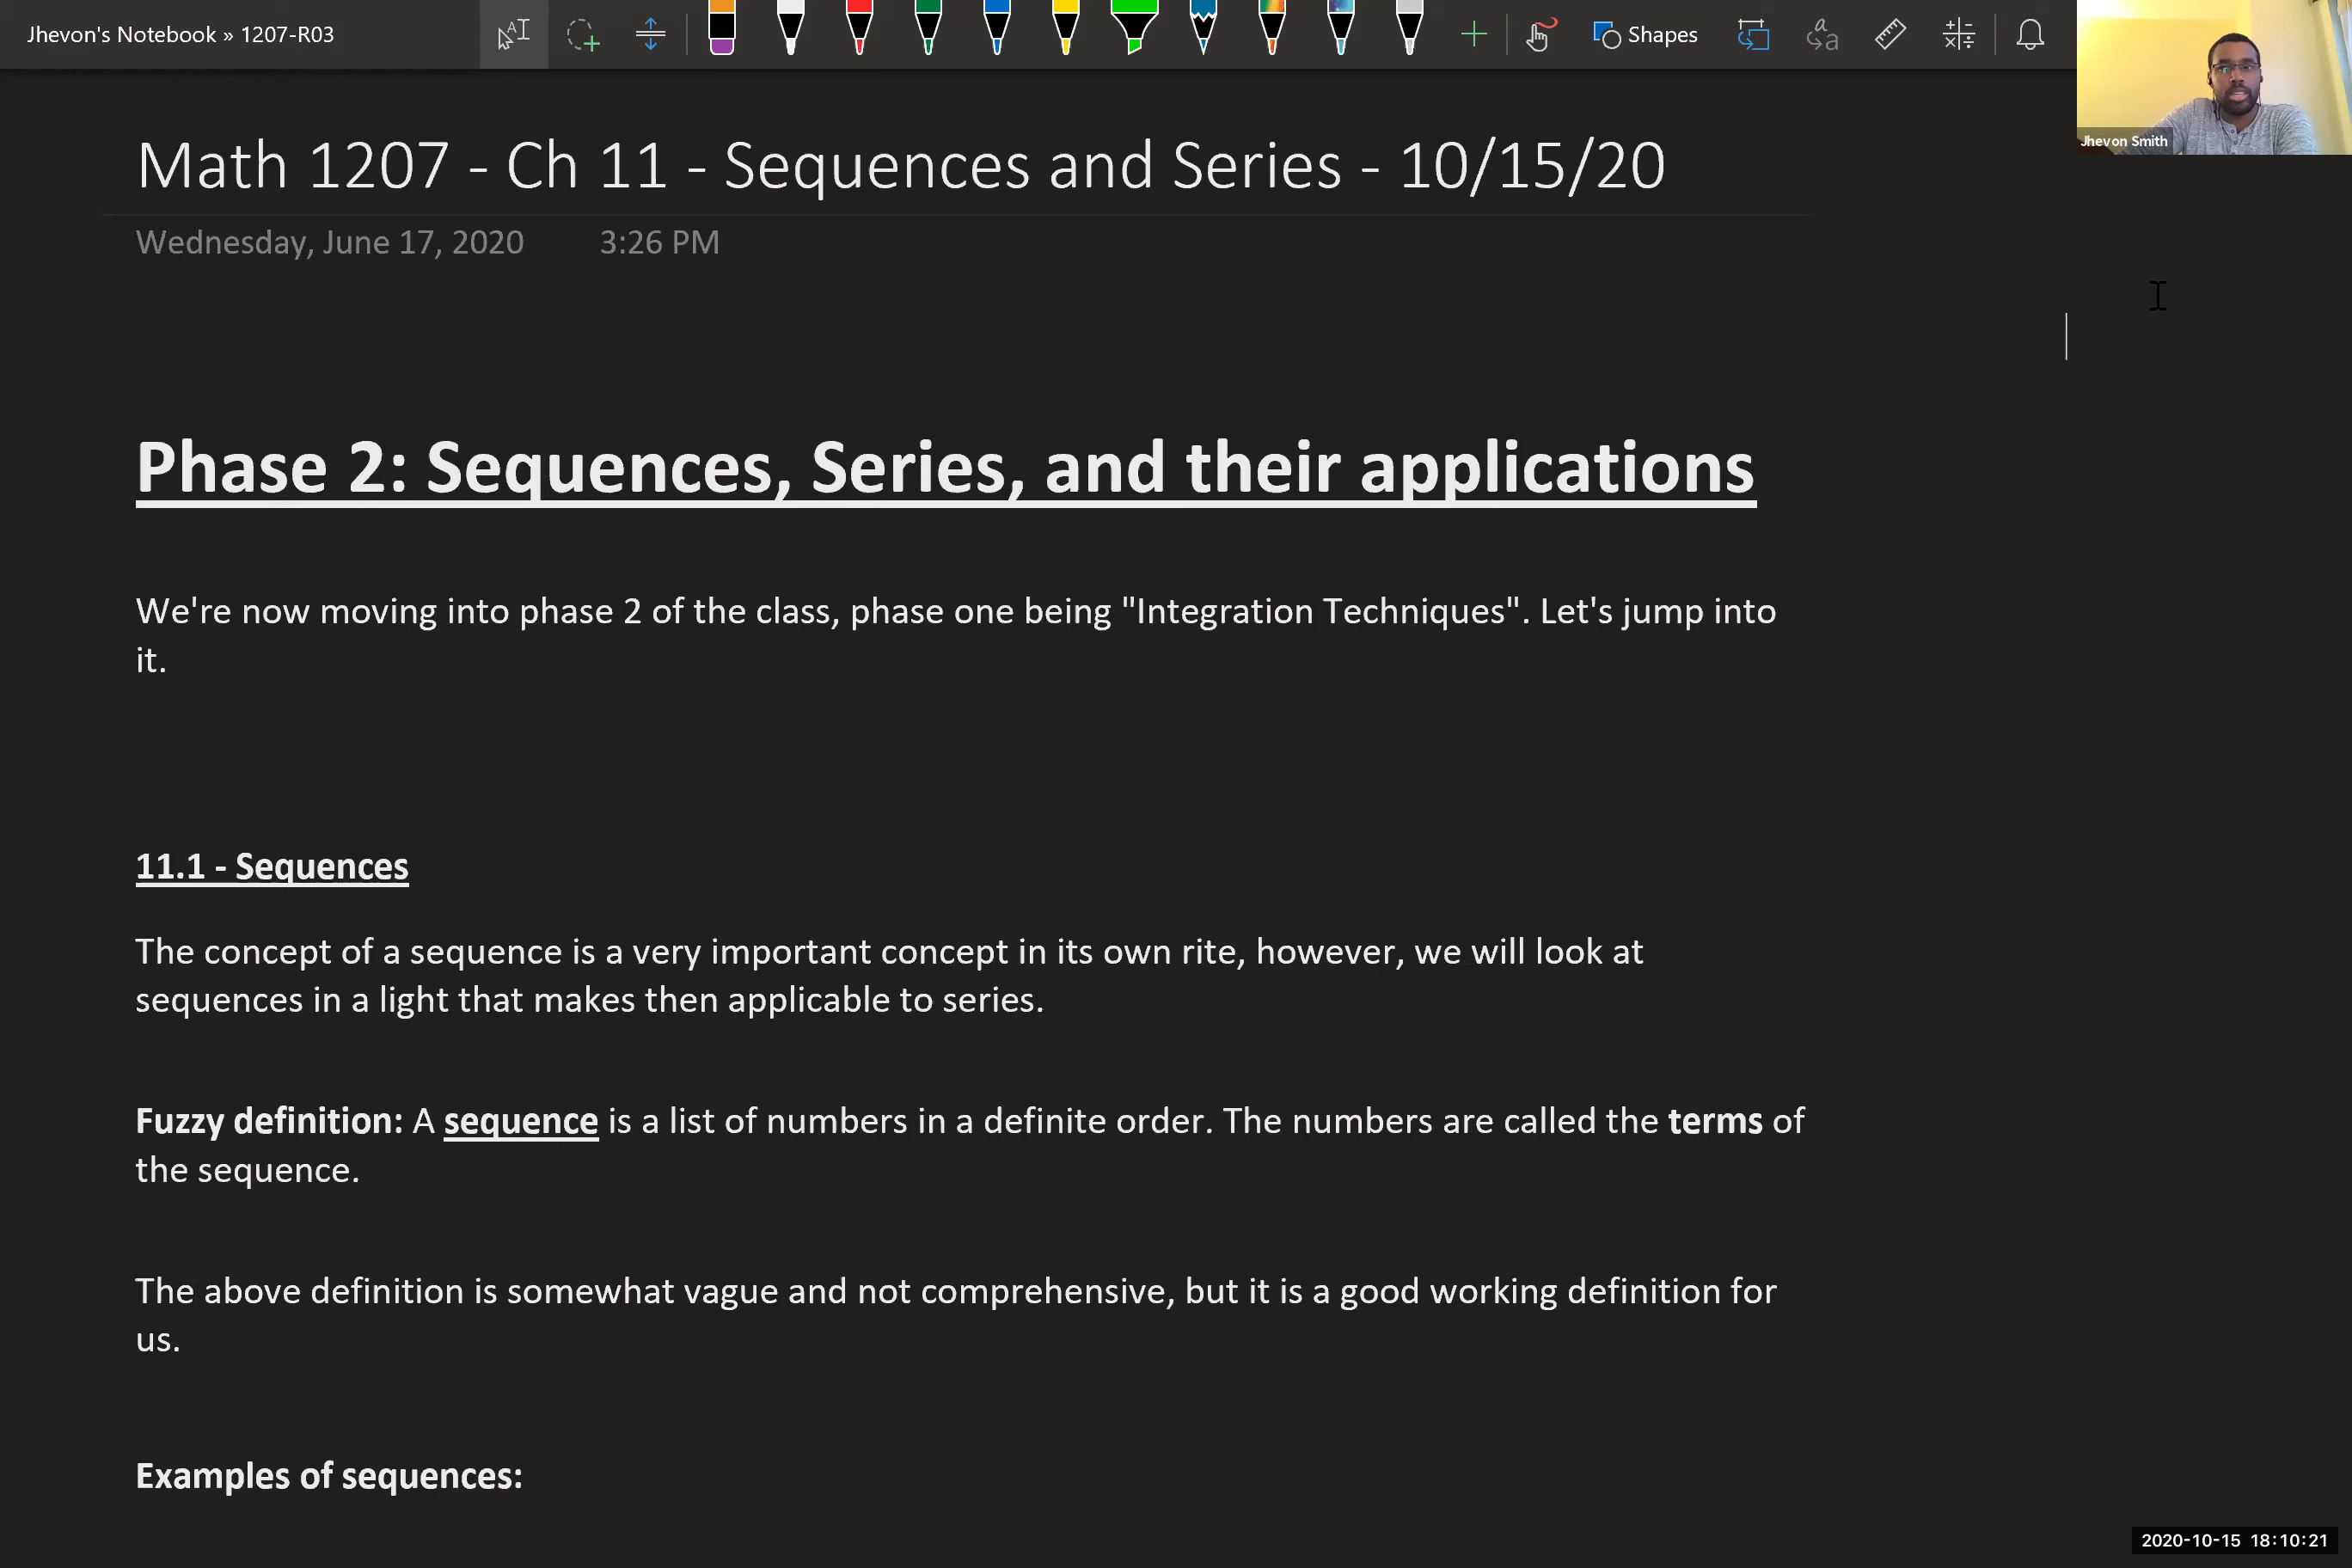 Jhevon's Notebook » 1207-R03
Shapes
Jhevon Smith
Math 1207 - Ch 11 - Sequences and Series - 10/15/20
Wednesday, June 17, 2020 3:26 PM
Phase 2: Sequences, Series, and their applications
We're now moving into phase 2 of the class, phase one being "Integration Techniques". Let's jump into
it.
11.1 - Sequences
The concept of a sequence is a very important concept in its own rite, however, we will look at
sequences in a light that makes then applicable to series.
Fuzzy definition: A sequence is a list of numbers in a definite order. The numbers are called the terms of
the sequence.
The above definition is somewhat vague and not comprehensive, but it is a good working definition for
us.
Examples of sequences:
2020-10-15 18:10:21